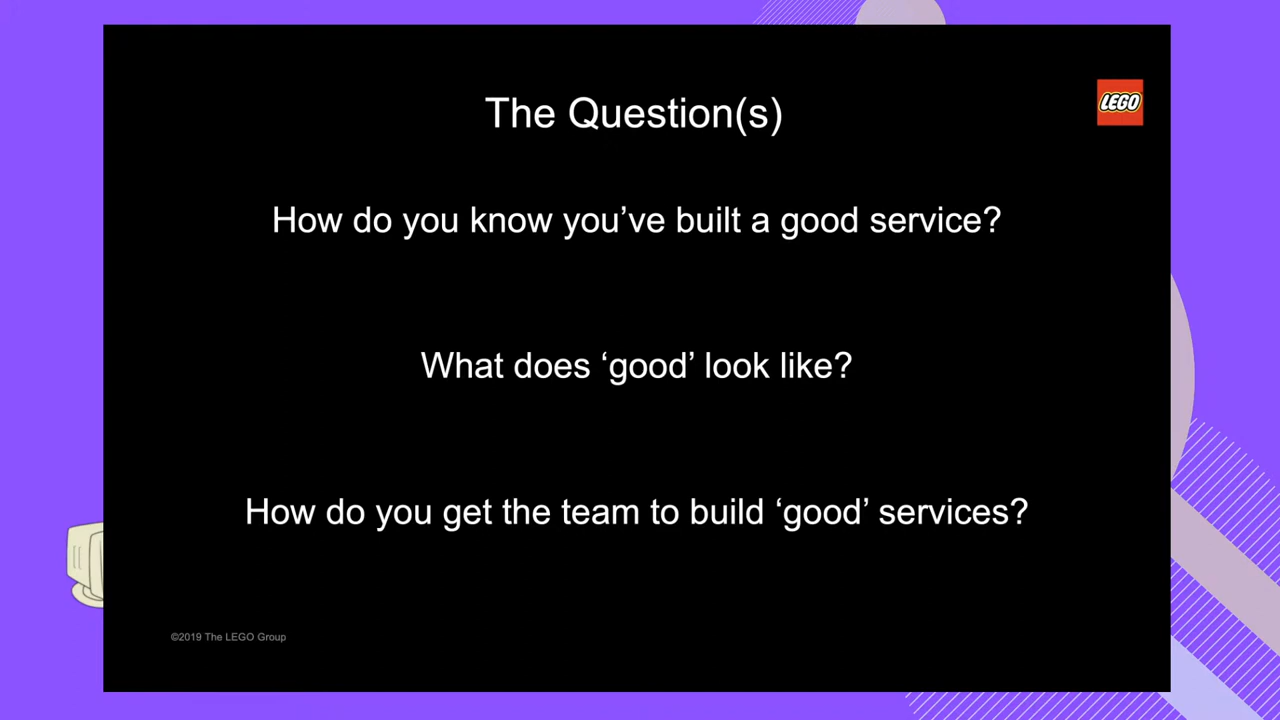 The Question(s)
LEGO
How do you know you’ve built a good service?
What does ‘good’ look like?
How do you get the team to build ‘good’ services?
©2019 The LEGO Group